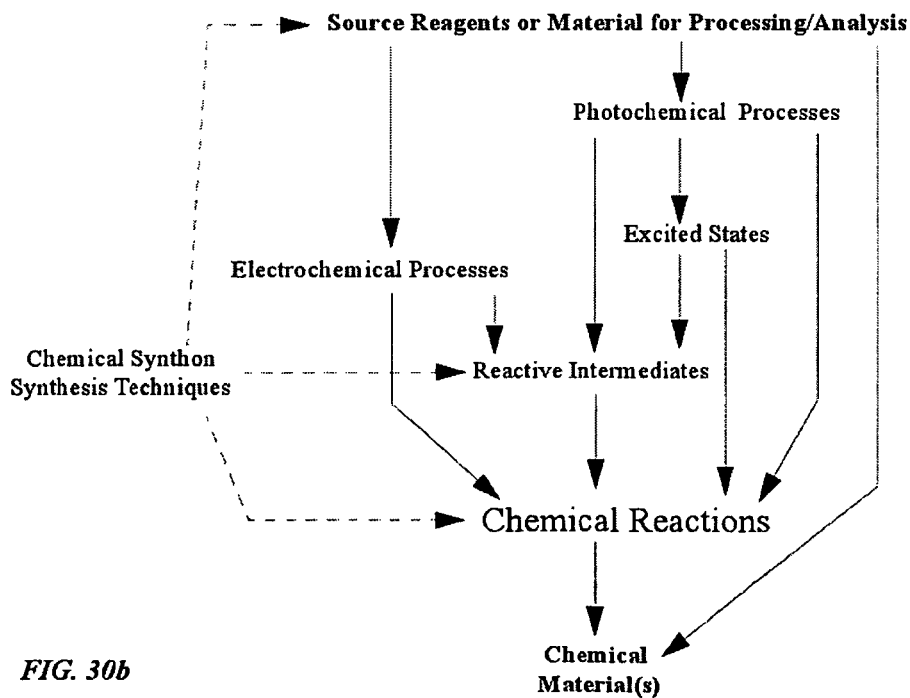 Source Reagents or Material for Processing/Analysis
Photochemical Processes
Excited States
Electrochemical Processes
Chemical Synthon
Synthesis Techniques
Reactive Intermediates
Chemical Reactions
Chemical
Material(s)
FIG. 30b